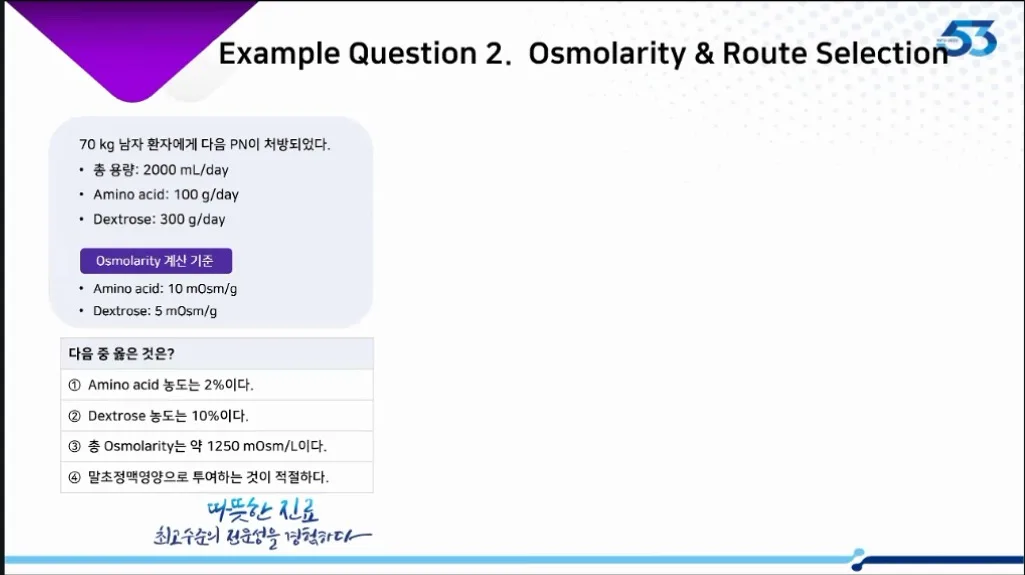 53
Example Question 2. Osmolarity & Route Selection
70 kg 남자 환자에게 다음 PN이 처방되었다.
• 총 용량: 2000 mL/day
• Amino acid: 100 g/day
• Dextrose: 300 g/day
Osmolarity 계산 기준
• Amino acid: 10 mOsm/g
• Dextrose: 5 mOsm/g
다음 중 옳은 것은?
① Amino acid 농도는 2%이다.
② Dextrose 농도는 10%이다.
③ 총 Osmolarity는 약 1250 mOsm/L이다.
④ 말초정맥영양으로 투여하는 것이 적절하다.
따뜻한 진료
최고수준의 전문성을 경험하다